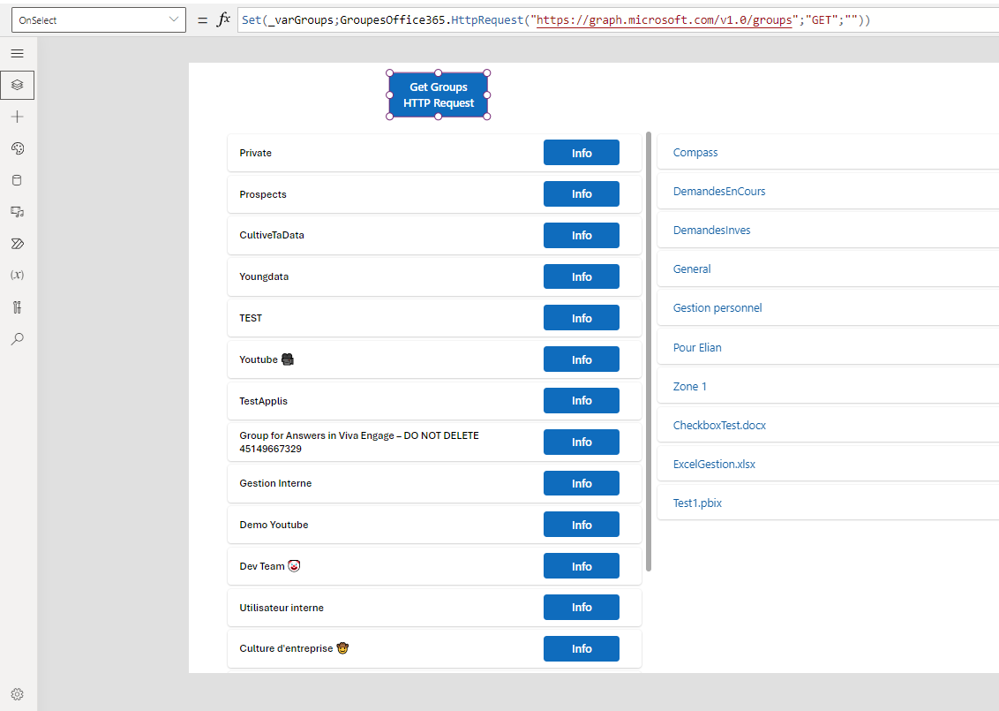 OnSelect
= fx Set(_varGroups;GroupesOffice365.HttpRequest("https://graph.microsoft.com/v1.0/groups";"GET";""))
(x)
Get Groups
HTTP Request
Private Info
Prospects Info
CultiveTaData Info
Youngdata Info
TEST Info
Youtube 🎥 Info
TestApplis Info
Group for Answers in Viva Engage – DO NOT DELETE
45149667329
Info
Gestion Interne Info
Demo Youtube Info
Dev Team 🤡 Info
Utilisateur interne Info
Culture d'entreprise 🤠 Info
Compass
DemandesEnCours
DemandesInves
General
Gestion personnel
Pour Elian
Zone 1
CheckboxTest.docx
ExcelGestion.xlsx
Test1.pbix